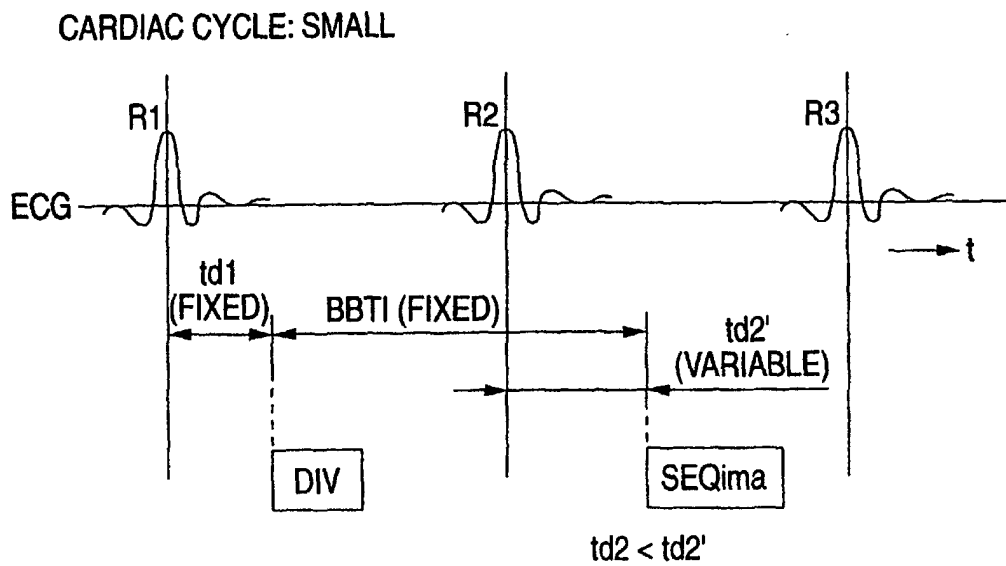 CARDIAC CYCLE: SMALL
R1
R2
R3
ECG
t
td1
(FIXED)
BBTI (FIXED)
td2'
(VARIABLE)
DIV
SEQima
td2 < td2'